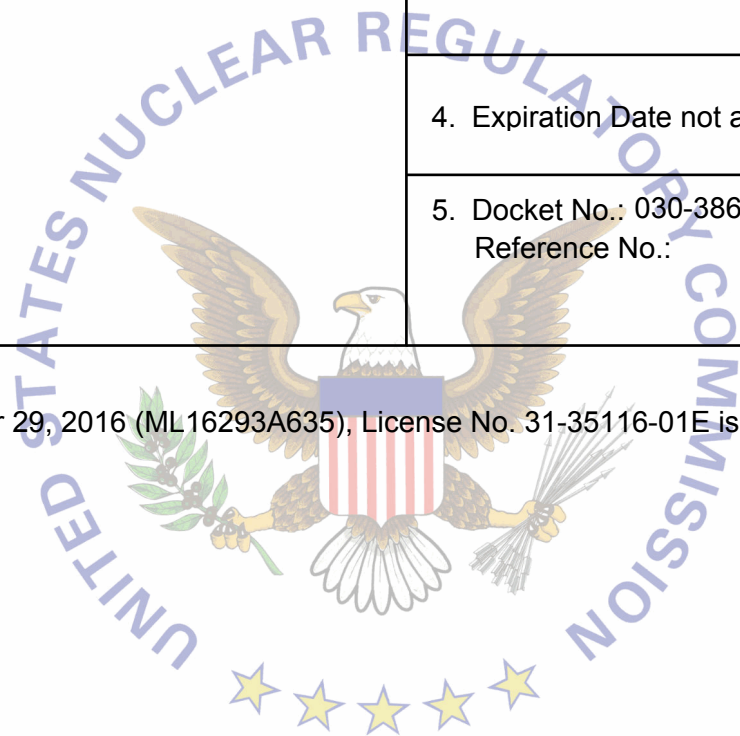 UNITED STATES NUCLEAR REGULATORY COMMISSION
4. Expiration Date not a
5. Docket No.: 030-386
Reference No.:
r 29, 2016 (ML16293A635), License No. 31-35116-01E is